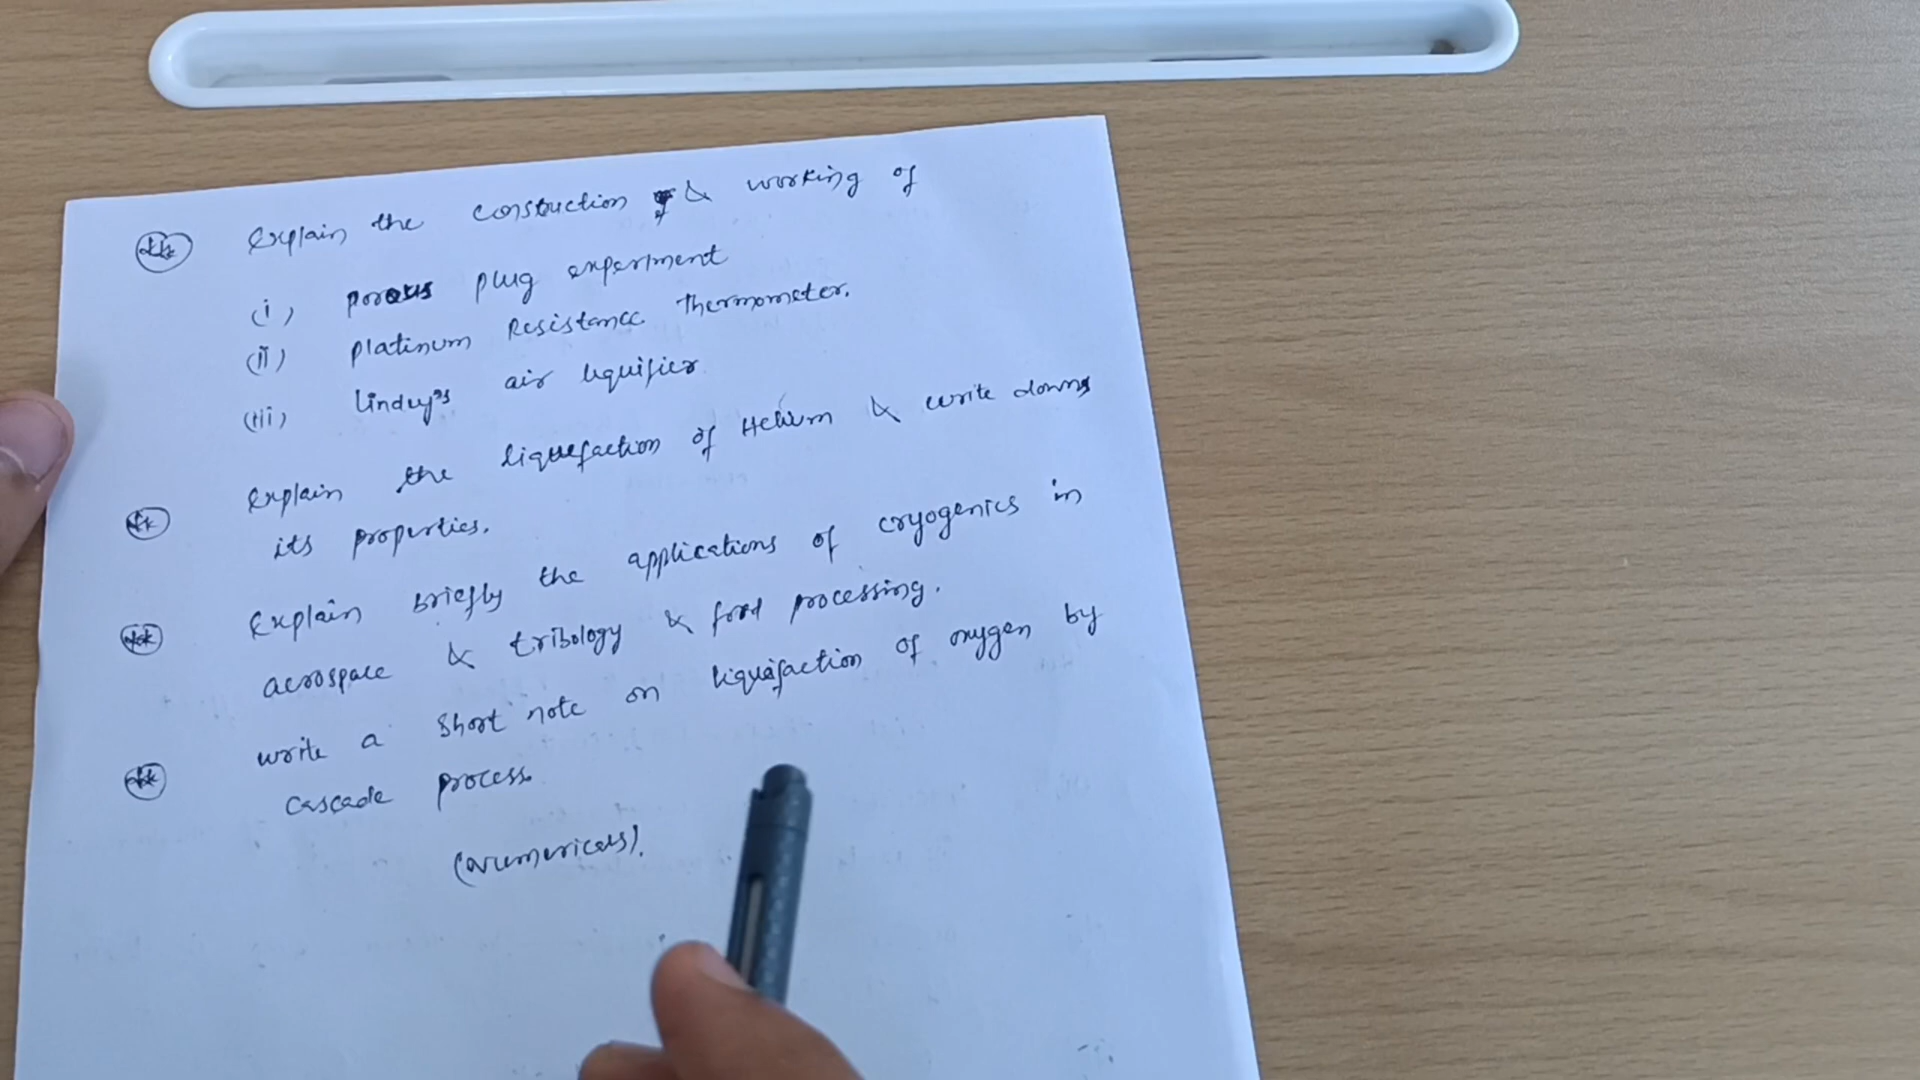 ** Explain the constuction & working of
(i) porous plug experiment
(ii) platinum Resistance Thermometer.
(iii) Lindey's air liquifier
** Explain the liquefaction of Helium & write down
its properties.
** Explain briefly the applications of cryogenics in
aerospace & tribology & food processing.
** write a short note on liquifaction of oxygen by
Cascade process.
(Numericals).